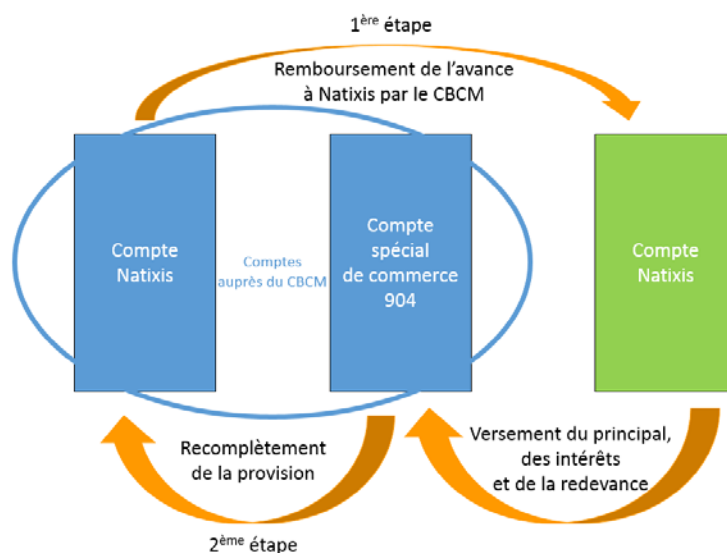 1ère étape
Remboursement de l'avance
à Natixis par le CBCM
Compte
Natixis
Comptes
auprès du CBCM
Compte
spécial
de commerce
904
Compte
Natixis
Recomplètement
de la provision
Versement du principal,
des intérêts
et de la redevance
2ème étape